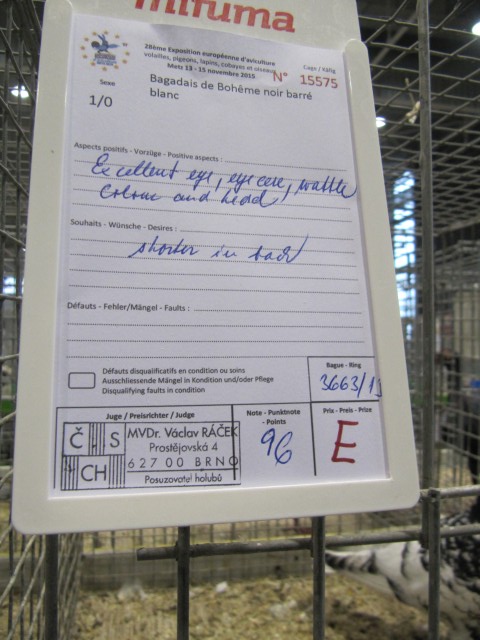 mifuma
28ème Exposition européenne d'aviculture
volailles, pigeons, lapins, cobayes et oiseaux
Metz 13 - 15 novembre 2015
Cage / Käfig
N° 15575
Sexe
1/0
Bagadais de Bohême noir barré
blanc
Aspects positifs - Vorzüge - Positive aspects :
Excellent eye, eye cere, wattle
colour and head
Souhaits - Wünsche - Desires :
shorter in back
Défauts - Fehler/Mängel - Faults :
Défauts disqualificatifs en condition ou soins
Ausschliessende Mängel in Kondition und/oder Pflege
Disqualifying faults in condition
Bague - Ring
3663/13
Juge / Preisrichter / Judge
Č S
CH
MVDr. Václav RÁČEK
Prostějovská 4
627 00 BRNO
Posuzovatel holubů
Note - Punktnote
- Points
96
Prix - Preis - Prize
E